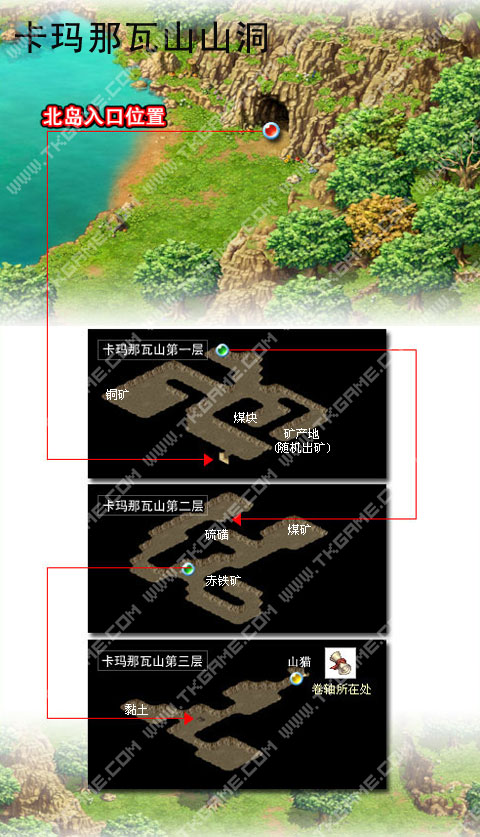 卡玛那瓦山山洞
北岛入口位置
卡玛那瓦山第一层
铜矿
煤块
矿产地
(随机出矿)
卡玛那瓦山第二层
硫磺
煤矿
赤铁矿
卡玛那瓦山第三层
山猫
卷轴所在处
黏土
WWW.TKGAME.COM